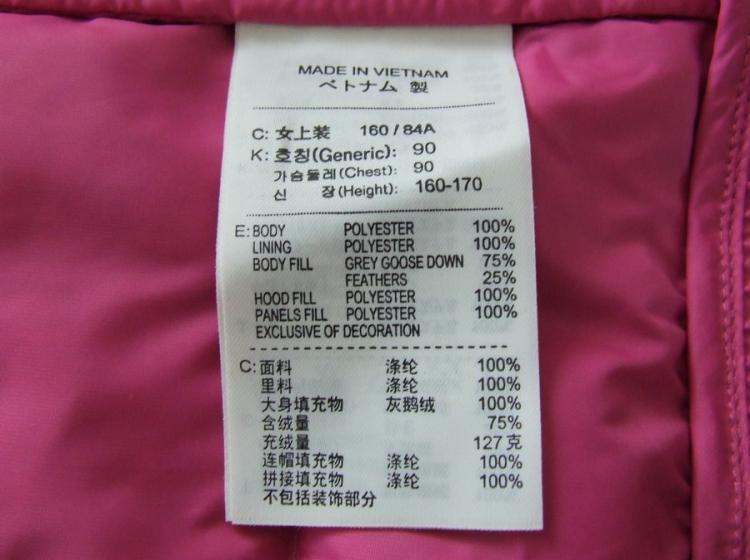 MADE IN VIETNAM
ベトナム 製
C: 女上装 160 / 84A
K: 호칭(Generic): 90
가슴둘레(Chest): 90
신 장(Height): 160-170
E: BODY POLYESTER 100%
LINING POLYESTER 100%
BODY FILL GREY GOOSE DOWN 75%
FEATHERS 25%
HOOD FILL POLYESTER 100%
PANELS FILL POLYESTER 100%
EXCLUSIVE OF DECORATION
C: 面料 涤纶 100%
里料 涤纶 100%
大身填充物 灰鹅绒 100%
含绒量 75%
充绒量 127 克
连帽填充物 涤纶 100%
拼接填充物 涤纶 100%
不包括装饰部分